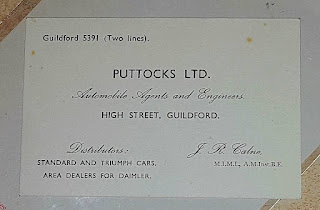 Guildford 5391 (Two lines).
PUTTOCKS LTD.
Automobile Agents and Engineers.
HIGH STREET, GUILDFORD.
Distributors: J. R. Calne,
STANDARD AND TRIUMPH CARS. M.I.M.I., A.M.Inst.B.E.
AREA DEALERS FOR DAIMLER.